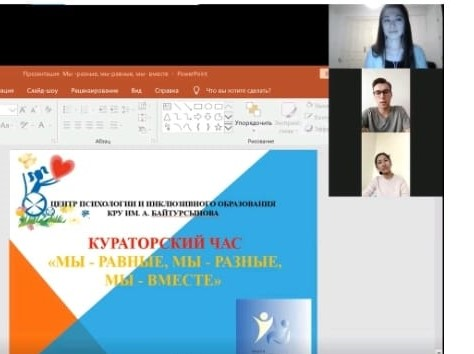 Презентация Мы -разные, мы-равные, мы- вместе - PowerPoint
ация Слайд-шоу Рецензирование Вид Справка Что вы хотите сделать?
Упорядочить
Абзац Рисование
ЦЕНТР ПСИХОЛОГИИ И ИНКЛЮЗИВНОГО ОБРАЗОВАНИЯ
КРУ ИМ. А. БАЙТУРСЫНОВА
КУРАТОРСКИЙ ЧАС
«МЫ - РАВНЫЕ, МЫ - РАЗНЫЕ,
МЫ - ВМЕСТЕ»